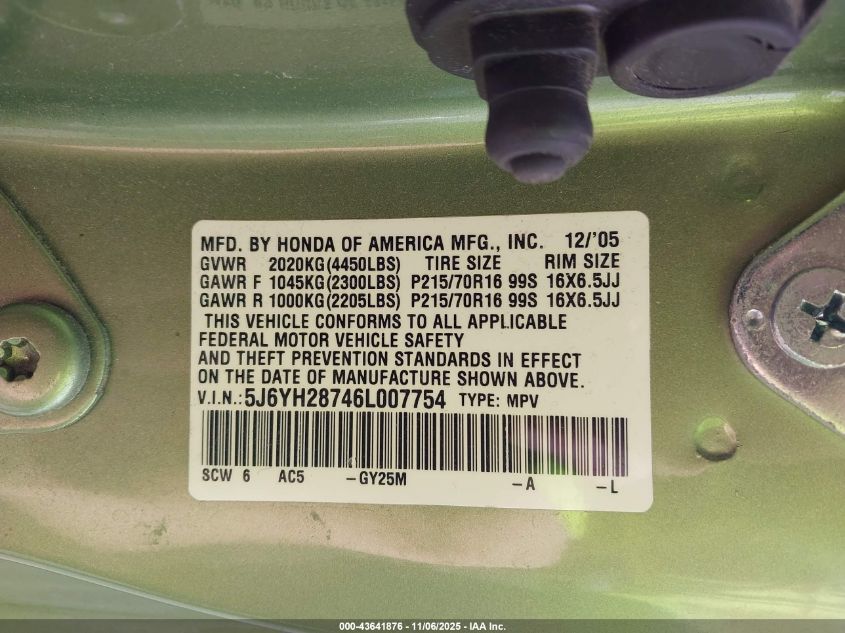 MFD. BY HONDA OF AMERICA MFG., INC. 12/'05
GVWR 2020KG(4450LBS) TIRE SIZE RIM SIZE
GAWR F 1045KG(2300LBS) P215/70R16 99S 16X6.5JJ
GAWR R 1000KG(2205LBS) P215/70R16 99S 16X6.5JJ
THIS VEHICLE CONFORMS TO ALL APPLICABLE
FEDERAL MOTOR VEHICLE SAFETY
AND THEFT PREVENTION STANDARDS IN EFFECT
ON THE DATE OF MANUFACTURE SHOWN ABOVE.
V.I.N.:5J6YH28746L007754 TYPE: MPV
SCW 6 AC5 -GY25M -A -L
000-43641876 - 11/06/2025 - IAA Inc.